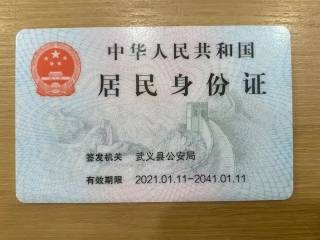 中华人民共和国
居民身份证
签发机关 武义县公安局
有效期限 2021.01.11-2041.01.11